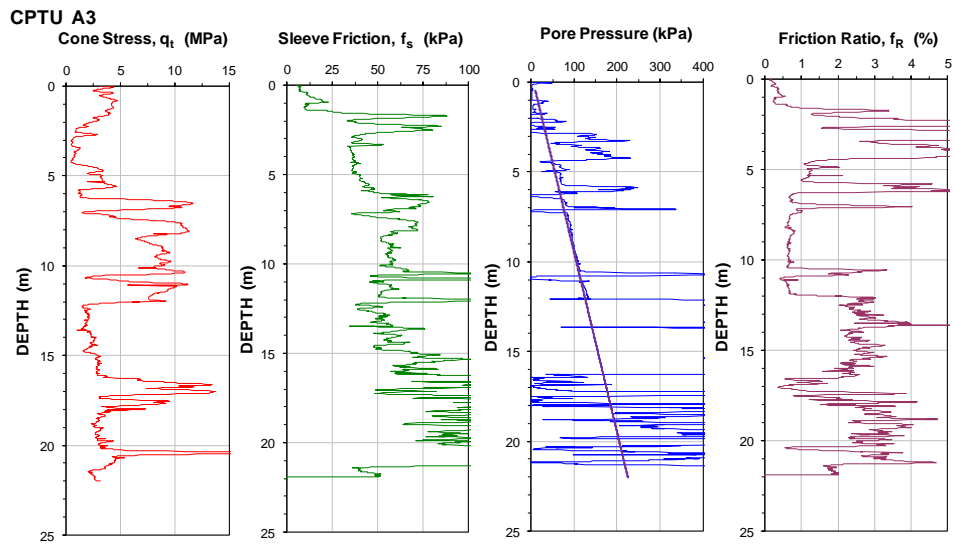 CPTU A3
Cone Stress, qt (MPa)
0 5 10 15
0
5
10
15
20
25
DEPTH (m)
Sleeve Friction, fs (kPa)
0 25 50 75 100
0
5
10
15
20
25
DEPTH (m)
Pore Pressure (kPa)
0 100 200 300 400
0
5
10
15
20
25
DEPTH (m)
Friction Ratio, fR (%)
0 1 2 3 4 5
0
5
10
15
20
25
DEPTH (m)